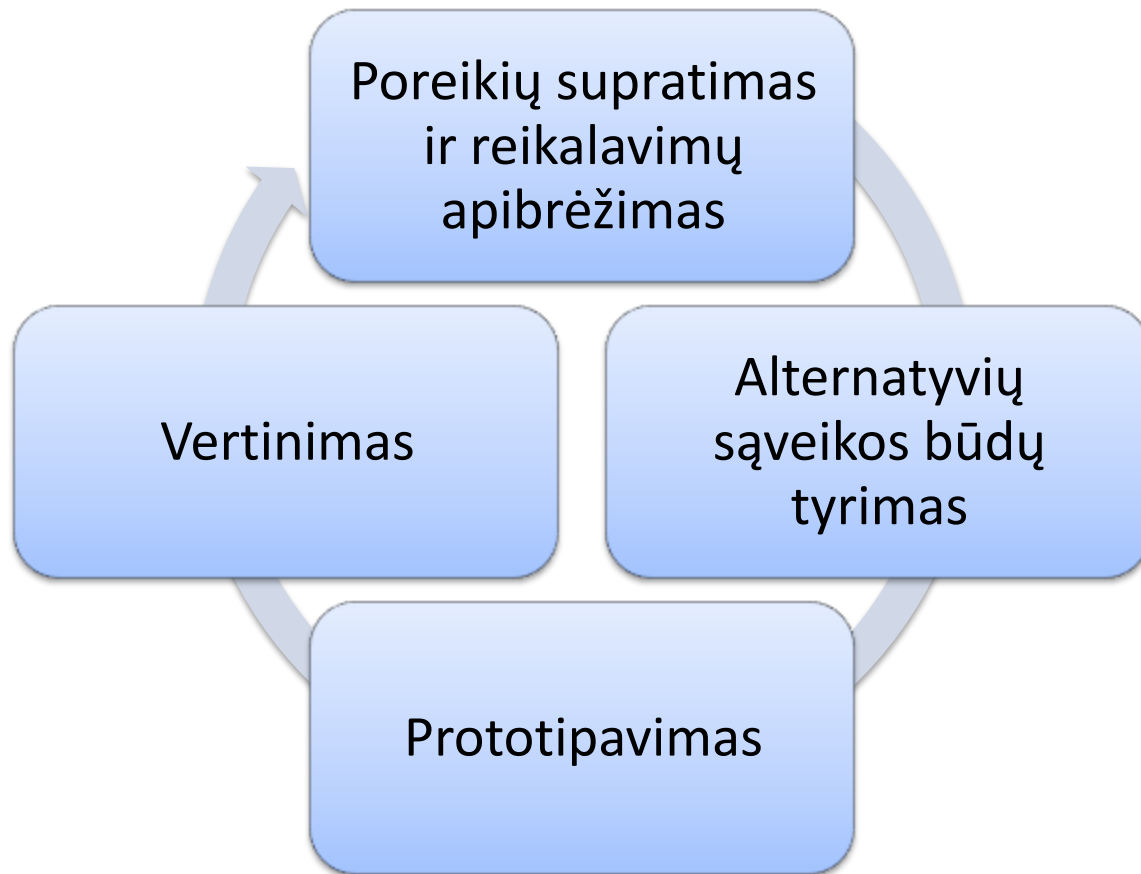 Poreikių supratimas
ir reikalavimų
apibrėžimas
Alternatyvių
sąveikos būdų
tyrimas
Prototipavimas
Vertinimas